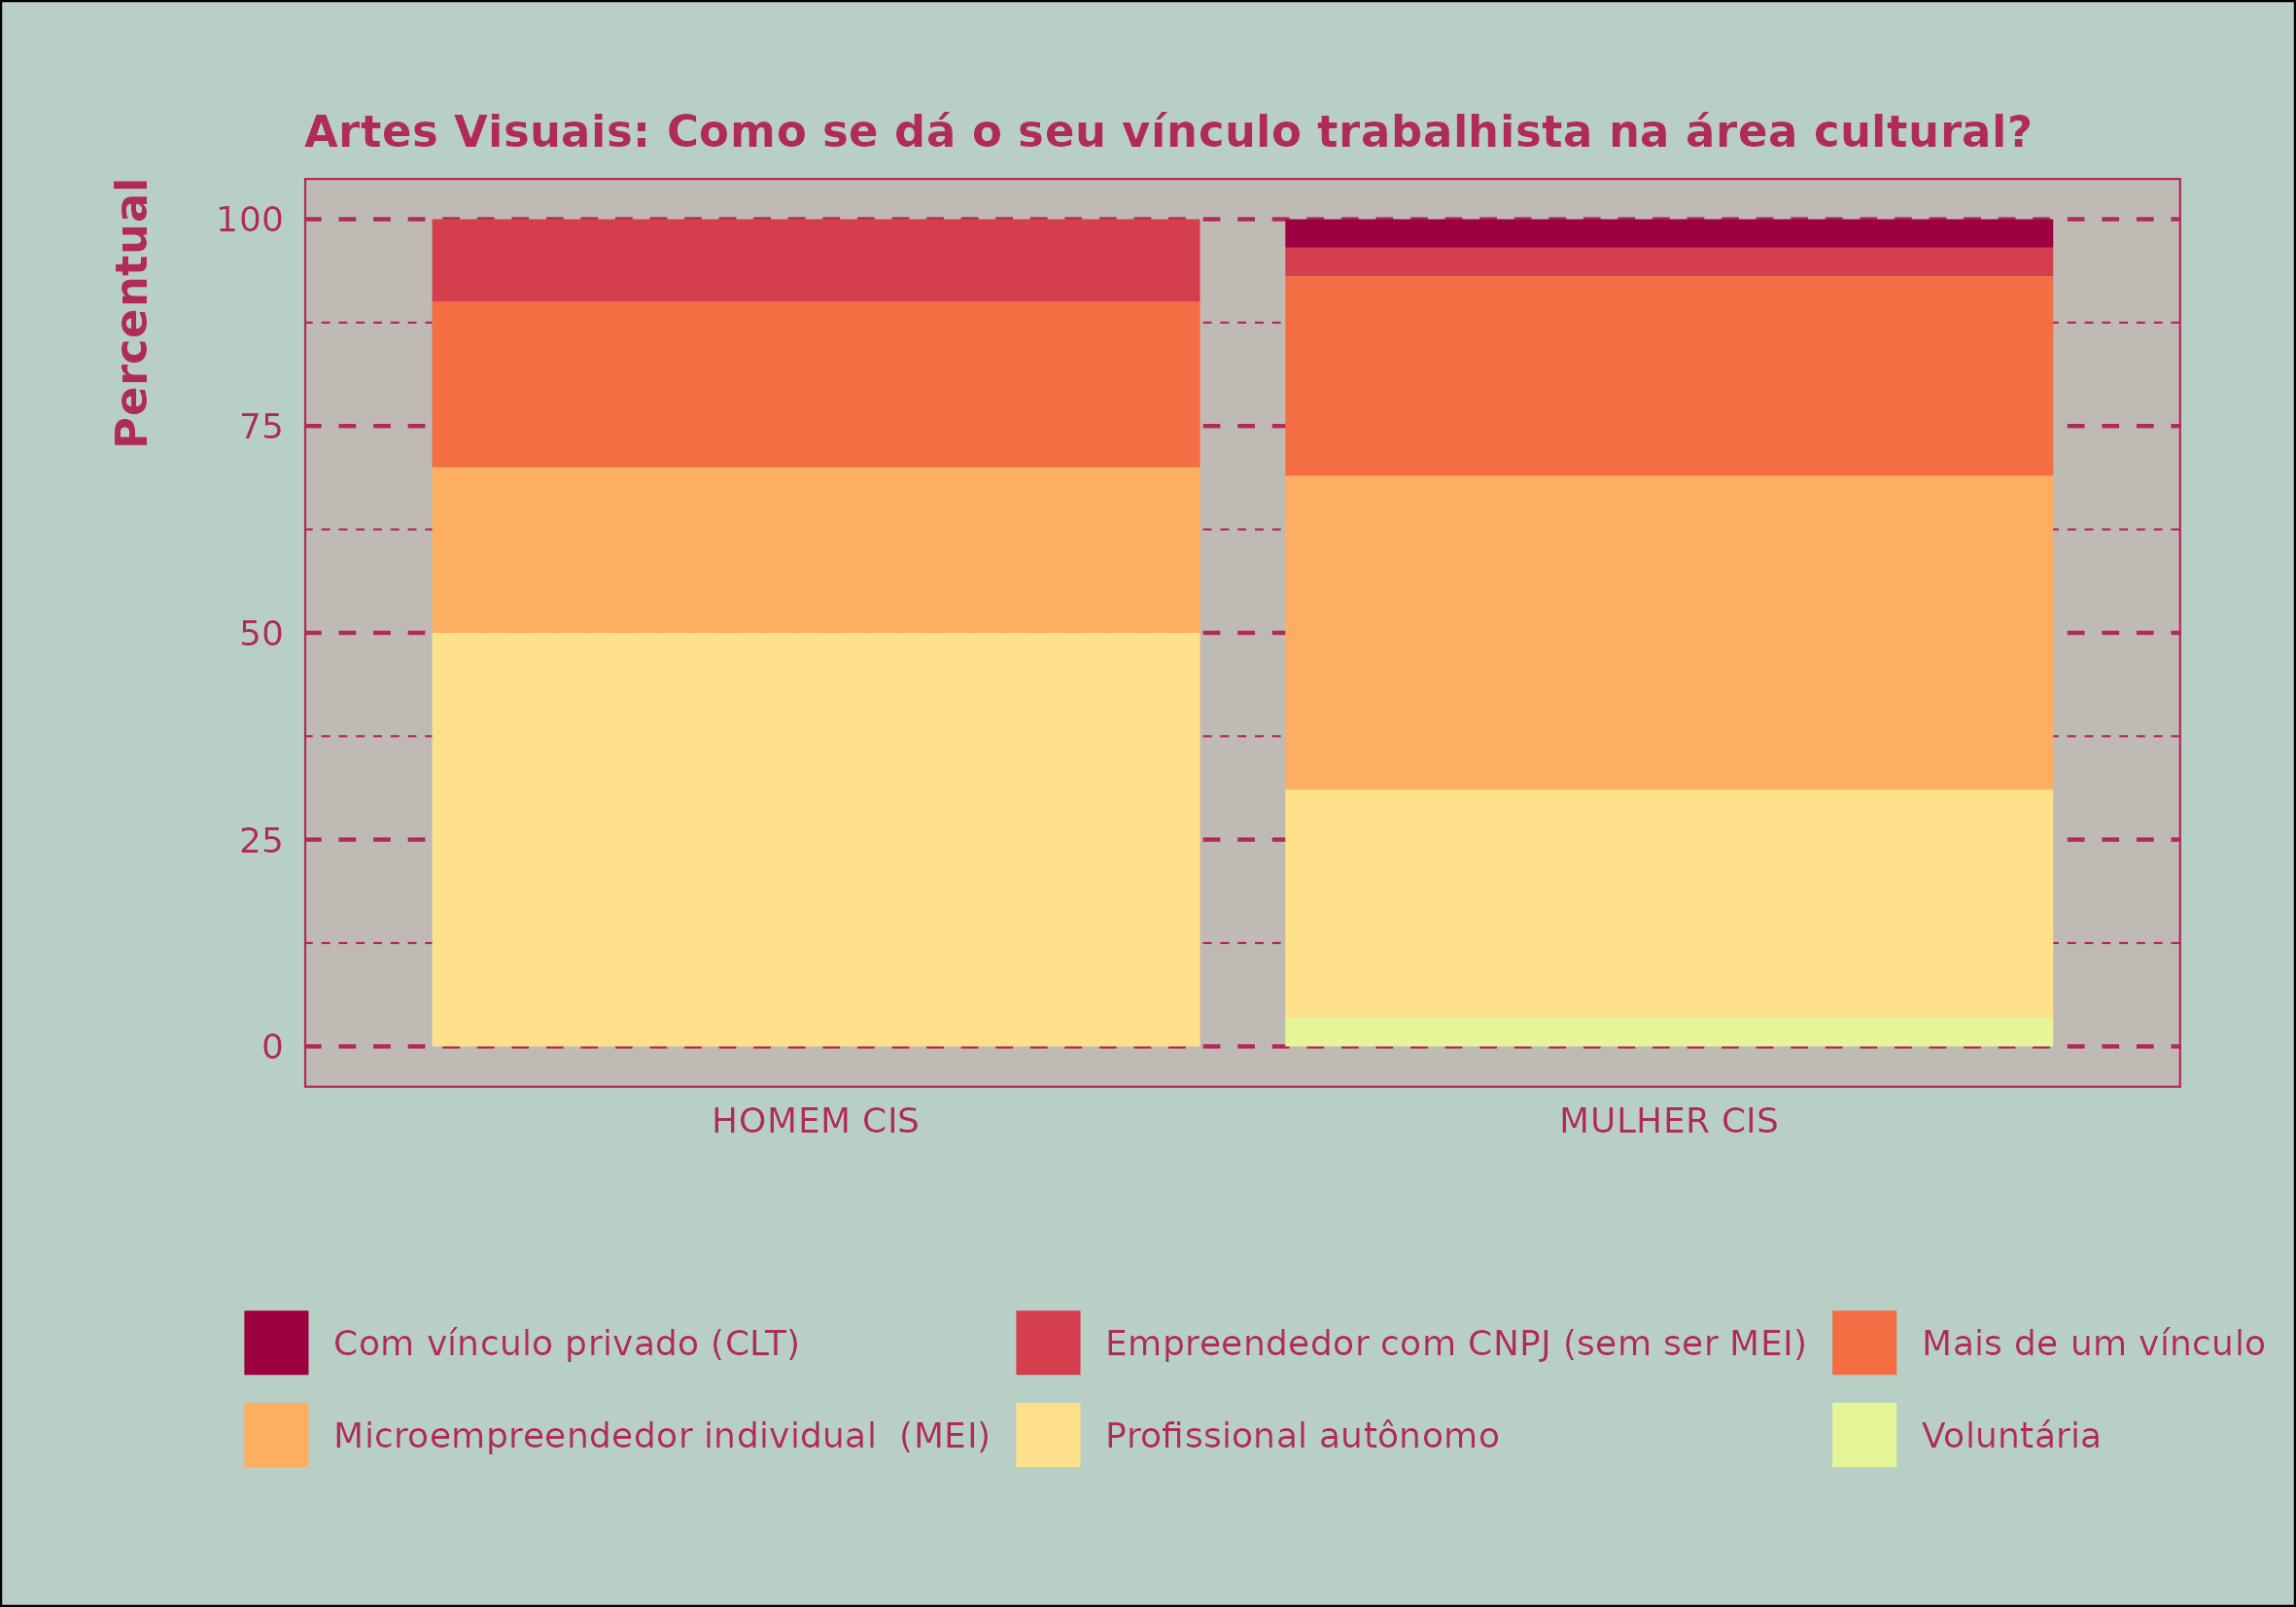 Artes Visuais: Como se dá o seu vínculo trabalhista na área cultural?
Percentual
100
75
50
25
0
HOMEM CIS
MULHER CIS
Com vínculo privado (CLT)
Empreendedor com CNPJ (sem ser MEI)
Mais de um vínculo
Microempreendedor individual  (MEI)
Profissional autônomo
Voluntária